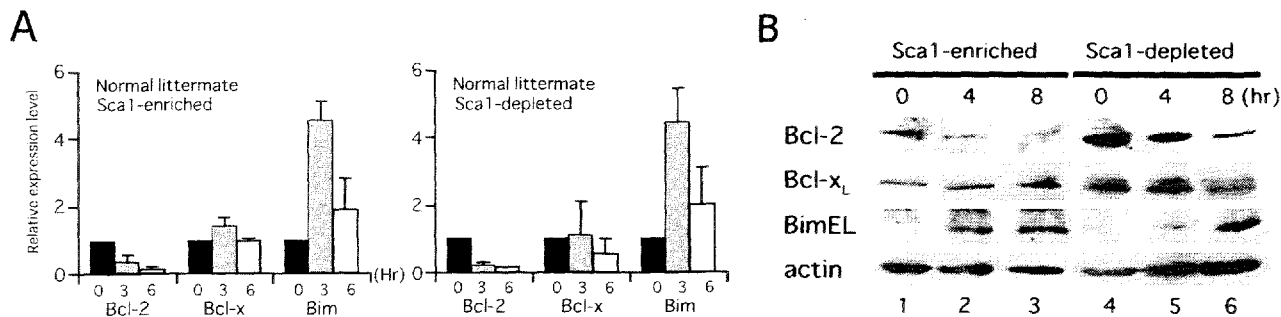 A
Relative expression level
6
4
2
0
Normal littermate
Sca1-enriched
0 3 6 0 3 6 0 3 6 (Hr)
Bcl-2 Bcl-x Bim
6
4
2
0
Normal littermate
Sca1-depleted
0 3 6 0 3 6 0 3 6
Bcl-2 Bcl-x Bim
B
Sca1-enriched Sca1-depleted
0 4 8 0 4 8 (hr)
Bcl-2
Bcl-xL
BimEL
actin
1 2 3 4 5 6